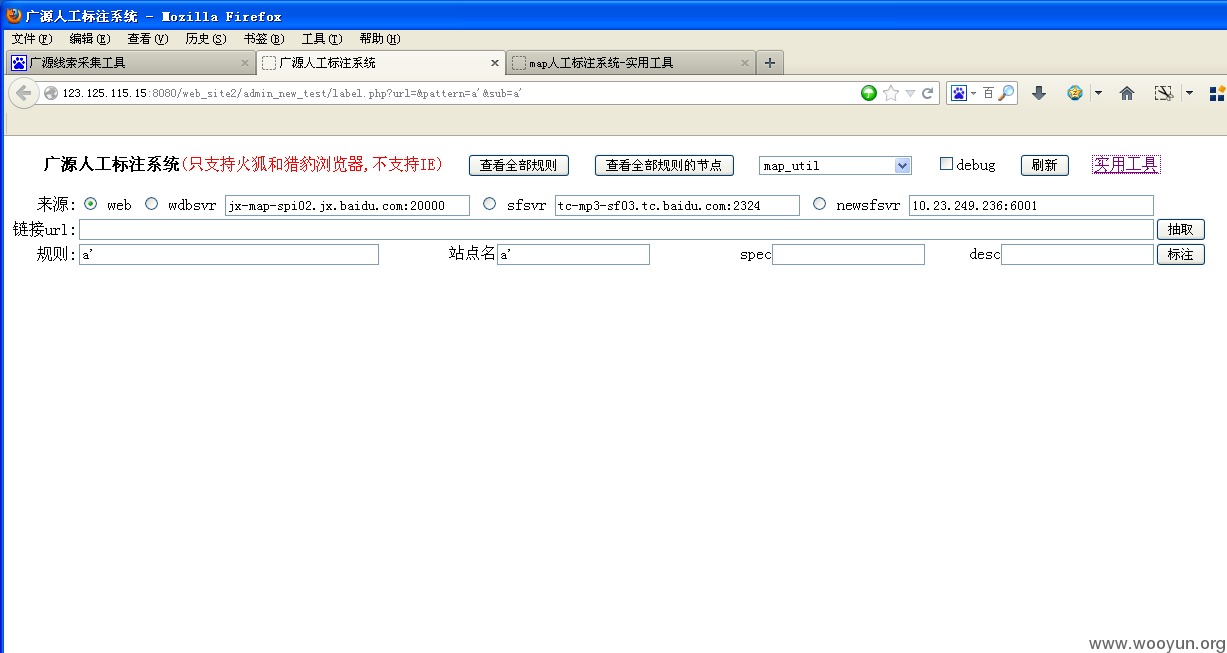 广源人工标注系统 - Mozilla Firefox
文件(F) 编辑(E) 查看(V) 历史(S) 书签(B) 工具(T) 帮助(H)
广源线索采集工具 × 广源人工标注系统 × map人工标注系统-实用工具 × +
123.125.115.15:8080/web_site2/admin_new_test/label.php?url=&pattern=a'&sub=a' 百
广源人工标注系统(只支持火狐和猎豹浏览器,不支持IE) 查看全部规则 查看全部规则的节点 map_util debug 刷新 实用工具
来源: web wdbsvr jx-map-spi02.jx.baidu.com:20000 sfsvr tc-mp3-sf03.tc.baidu.com:2324 newsfsvr 10.23.249.236:6001
链接url: 抽取
规则: a' 站点名 a' spec desc 标注
www.wooyun.org